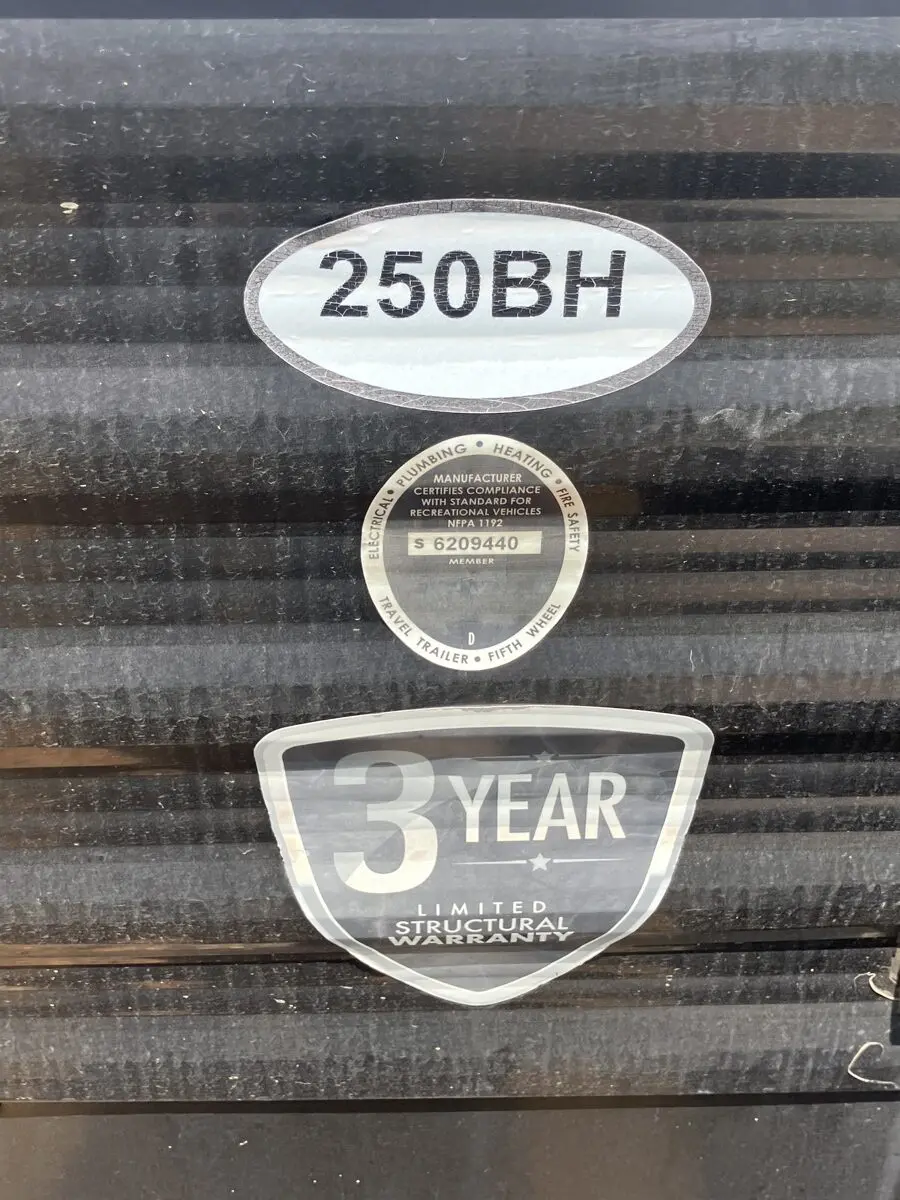 250BH
ELECTRICAL • PLUMBING • HEATING • FIRE SAFETY
MANUFACTURER
CERTIFIES COMPLIANCE
WITH STANDARD FOR
RECREATIONAL VEHICLES
NFPA 1192
S 6209440
MEMBER
D
TRAVEL TRAILER • FIFTH WHEEL
3 YEAR
LIMITED
STRUCTURAL
WARRANTY